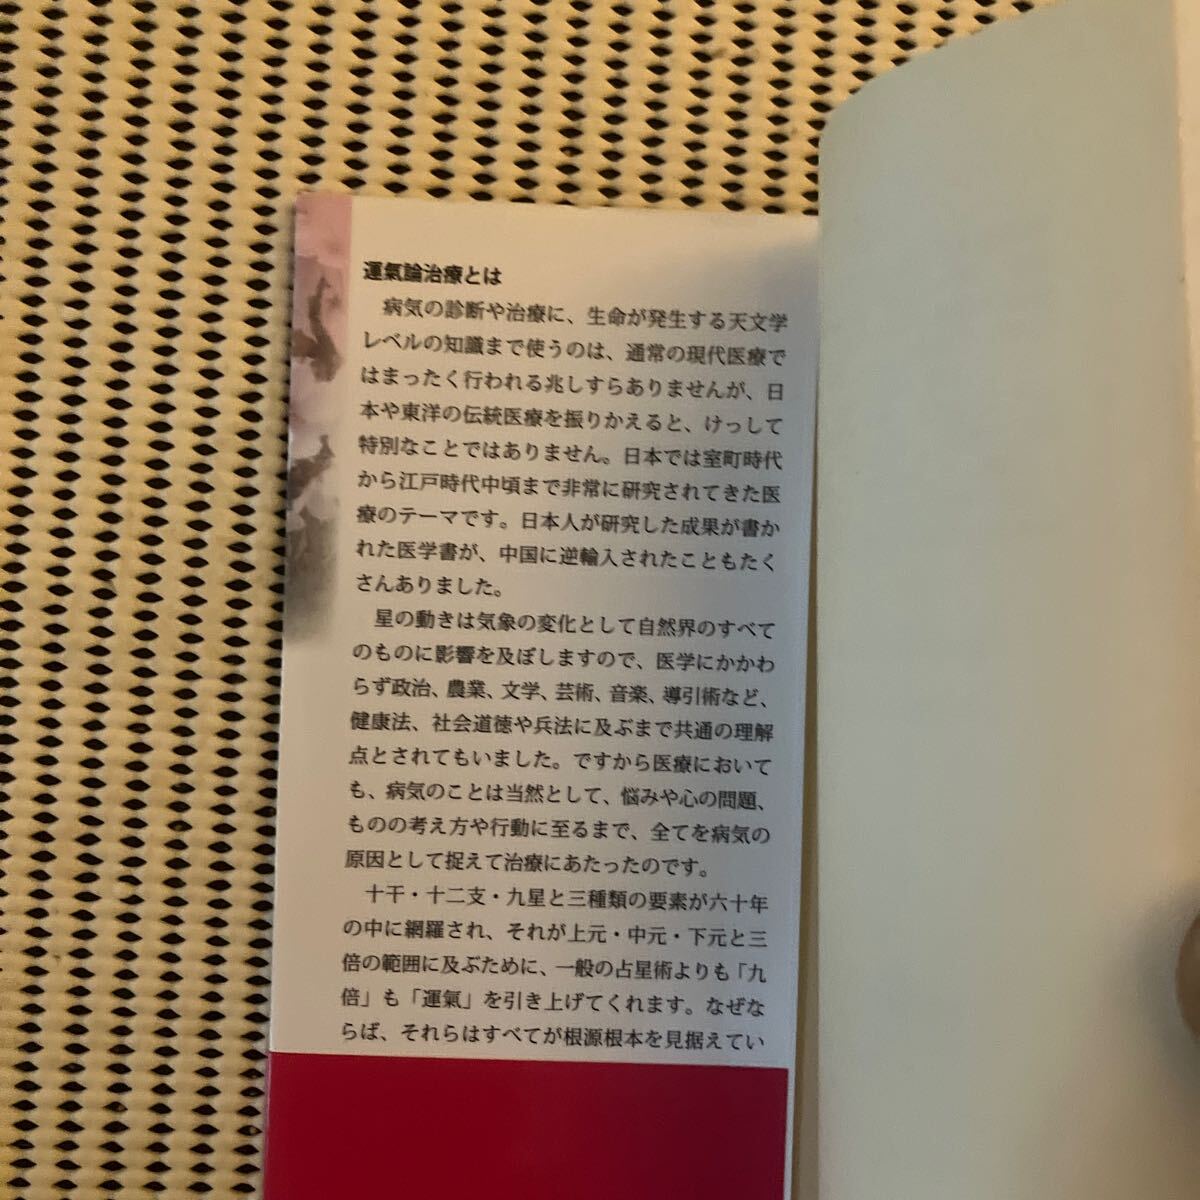 運氣論治療とは
病気の診断や治療に、生命が発生する天文学
レベルの知識まで使うのは、通常の現代医療で
はまったく行われる兆しすらありませんが、日
本や東洋の伝統医療を振りかえると、けっして
特別なことではありません。日本では室町時代
から江戸時代中頃まで非常に研究されてきた医
療のテーマです。日本人が研究した成果が書か
れた医学書が、中国に逆輸入されたこともたく
さんありました。
星の動きは気象の変化として自然界のすべて
のものに影響を及ぼしますので、医学にかかわ
らず政治、農業、文学、芸術、音楽、導引術など、
健康法、社会道徳や兵法に及ぶまで共通の理解
点とされてもいました。ですから医療において
も、病気のことは当然として、悩みや心の問題、
ものの考え方や行動に至るまで、全てを病気の
原因として捉えて治療にあたったのです。
十干・十二支・九星と三種類の要素が六十年
の中に網羅され、それが上元・中元・下元と三
倍の範囲に及ぶために、一般の占星術よりも「九
倍」も「運氣」を引き上げてくれます。なぜな
らば、それらはすべてが根源根本を見据えてい